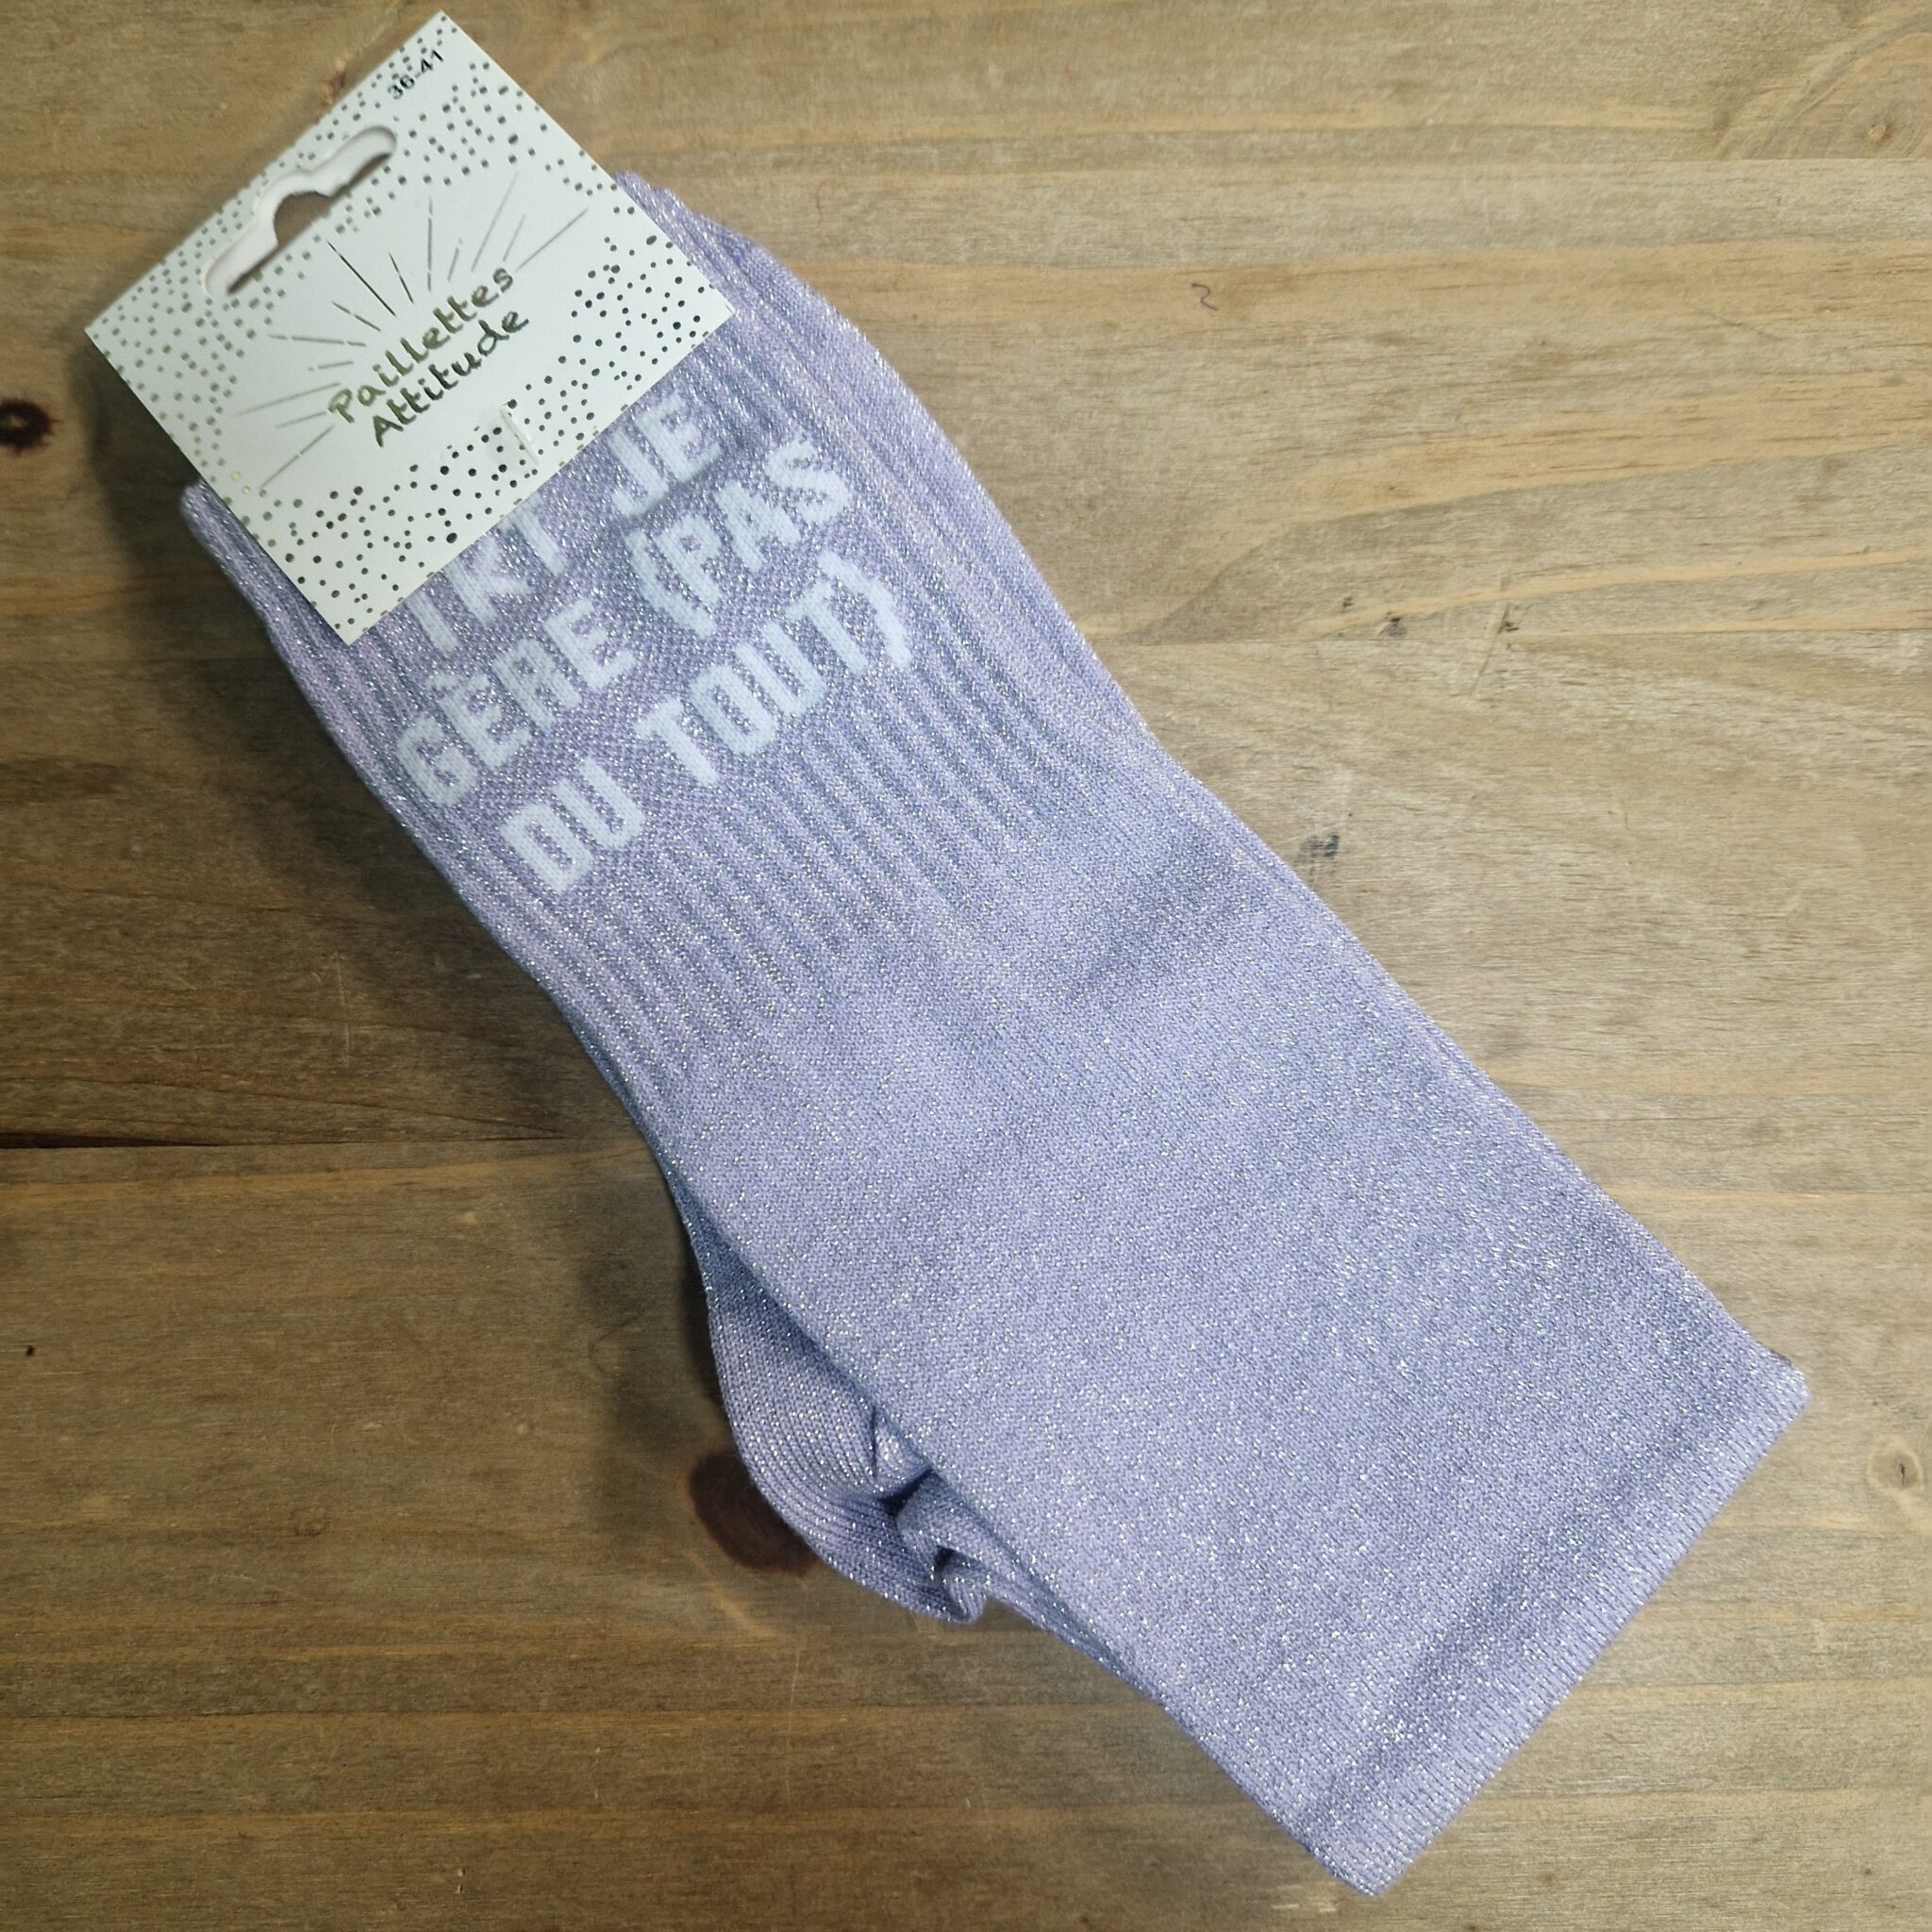 36-41
Paillettes
Attitude
TKT JE
GÈRE (PAS
DU TOUT)